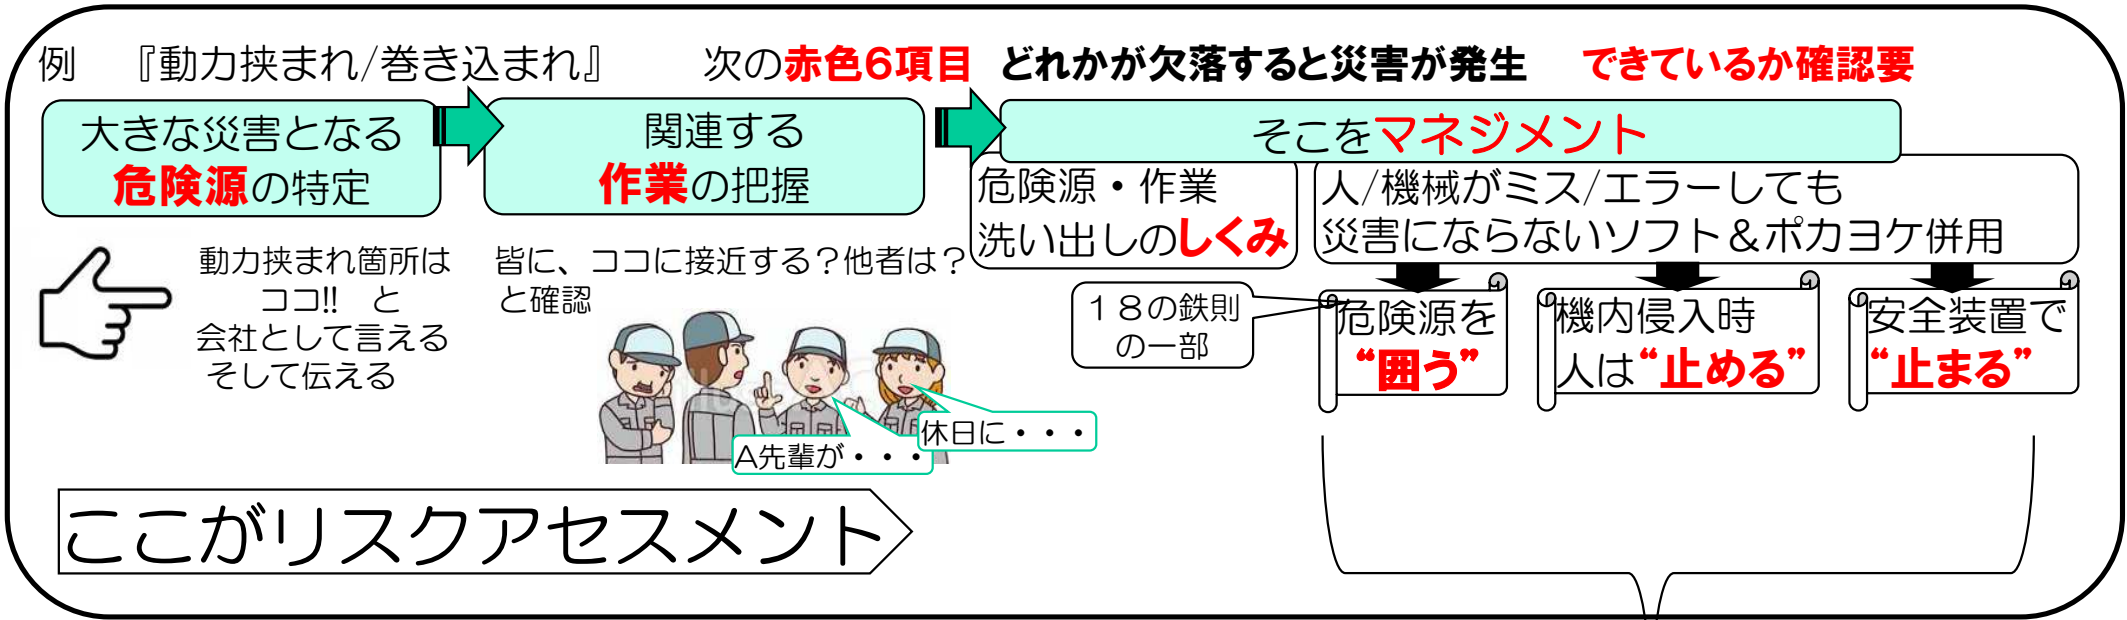 例　『動力挟まれ/巻き込まれ』　　次の赤色6項目　どれかが欠落すると災害が発生　できているか確認要
大きな災害となる
危険源の特定
関連する
作業の把握
そこをマネジメント
危険源・作業
洗い出しのしくみ
人/機械がミス/エラーしても
災害にならないソフト＆ポカヨケ併用
動力挟まれ箇所は
ココ!!　と
会社として言える
そして伝える
皆に、ココに接近する？他者は？
と確認
１８の鉄則
の一部
危険源を
“囲う”
機内侵入時
人は“止める”
安全装置で
“止まる”
休日に・・・
A先輩が・・・
ここがリスクアセスメント